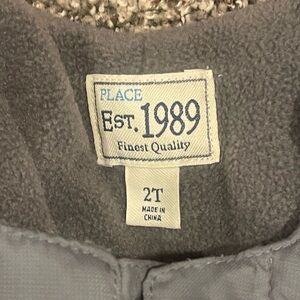 PLACE
EST. 1989
Finest Quality
2T
MADE IN
CHINA